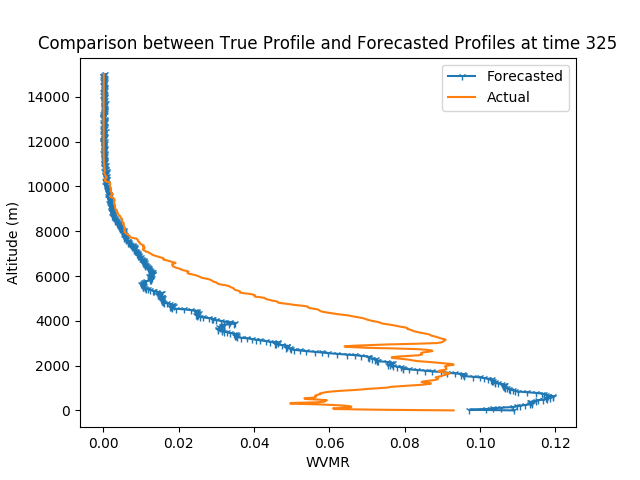 Comparison between True Profile and Forecasted Profiles at time 325
Forecasted
Actual
14000
12000
10000
8000
6000
4000
2000
0
Altitude (m)
0.00 0.02 0.04 0.06 0.08 0.10 0.12
WVMR